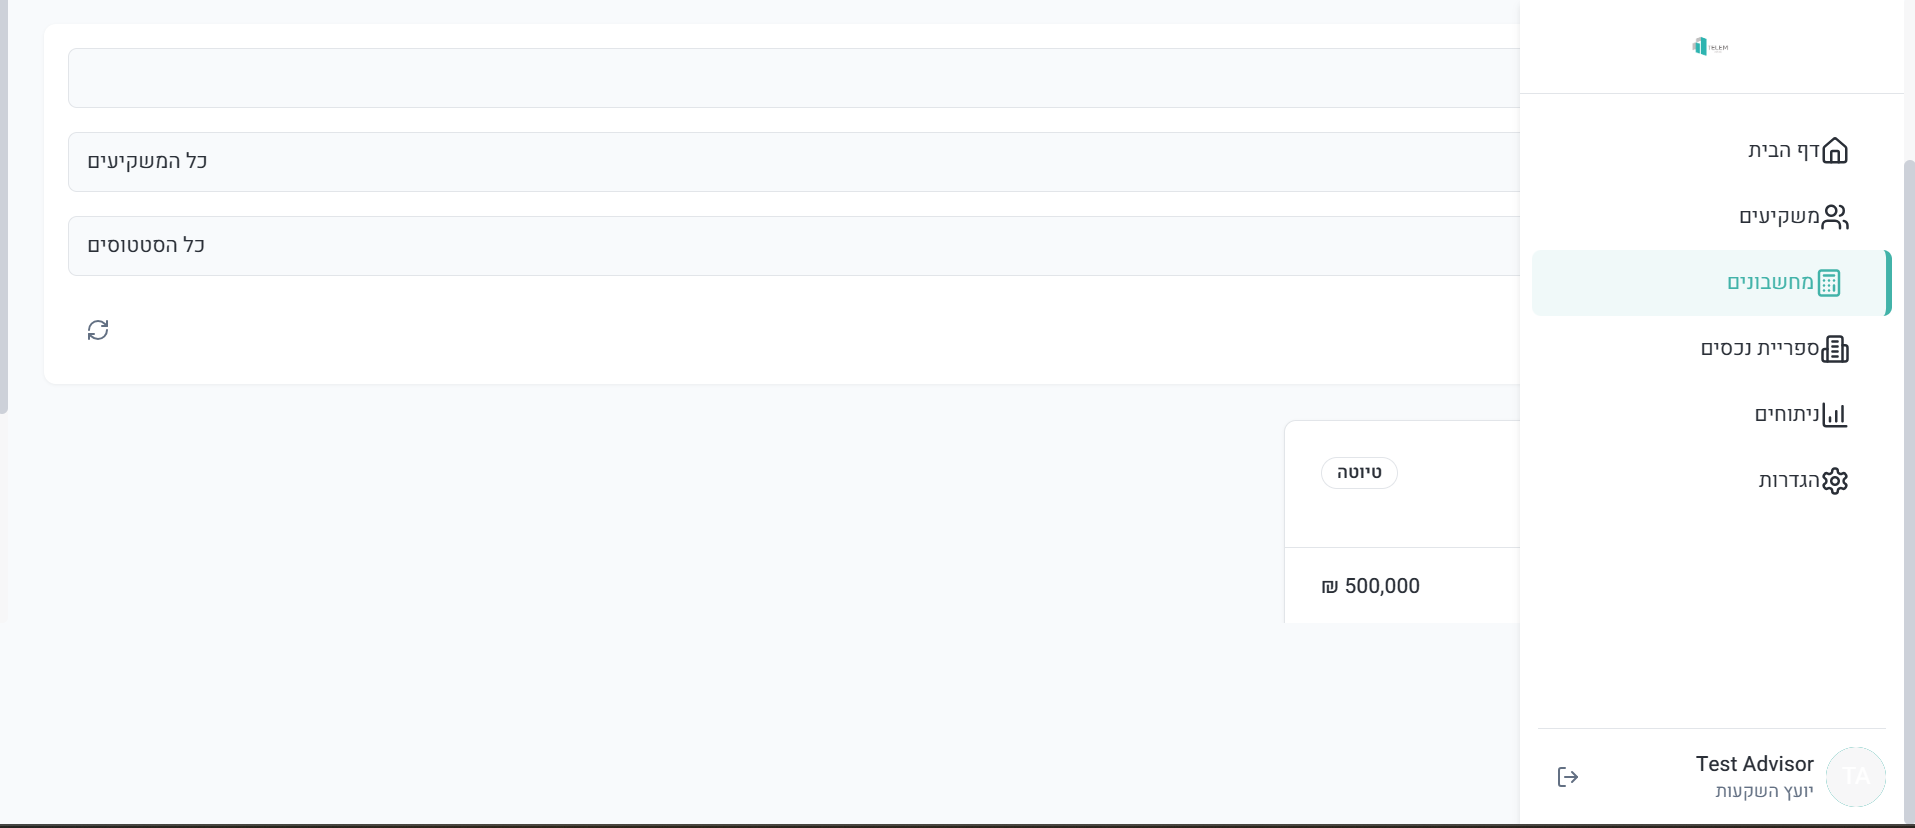 TELEM
דף הבית
משקיעים
מחשבונים
ספריית נכסים
ניתוחים
הגדרות
Test Advisor
יועץ השקעות
TA
כל המשקיעים
כל הסטטוסים
טיוטה
500,000 ₪